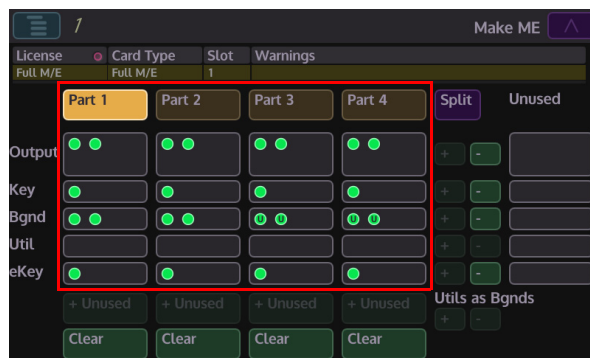 1 Make ME
License Card Type Slot Warnings
Full M/E Full M/E 1
Part 1 Part 2 Part 3 Part 4 Split Unused
Output + -
Key + -
Bgnd U U U U + -
Util + -
eKey + -
+ Unused + Unused + Unused + Unused Utils as Bgnds
+ -
Clear Clear Clear Clear